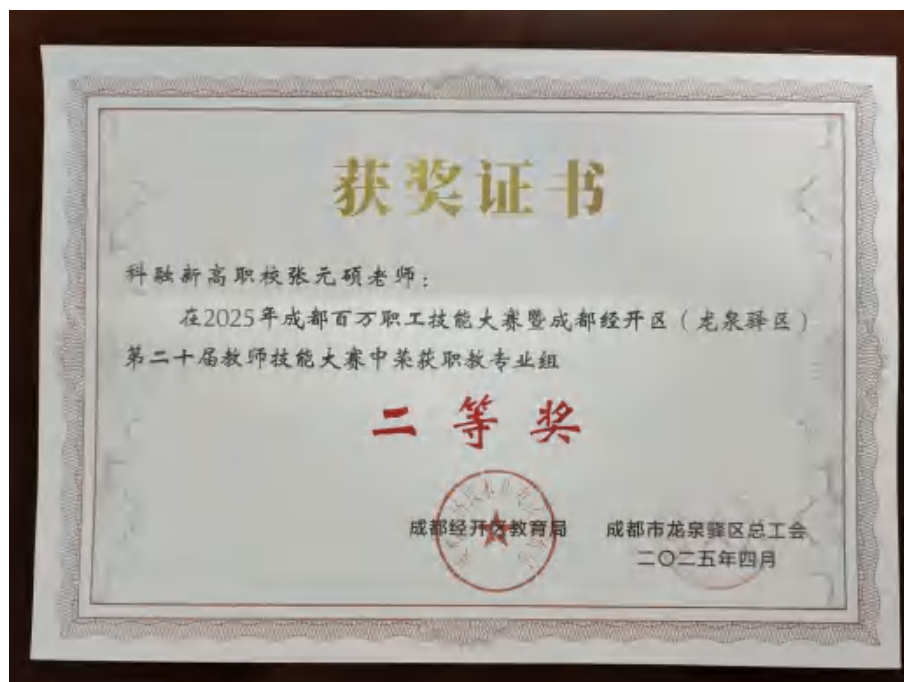 获奖证书
科融新高职校张元硕老师：
在2025年成都百万职工技能大赛暨成都经开区（龙泉驿区）
第二十届教师技能大赛中荣获职教专业组
二等奖
成都经开区教育局 成都市龙泉驿区总工会
二〇二五年四月